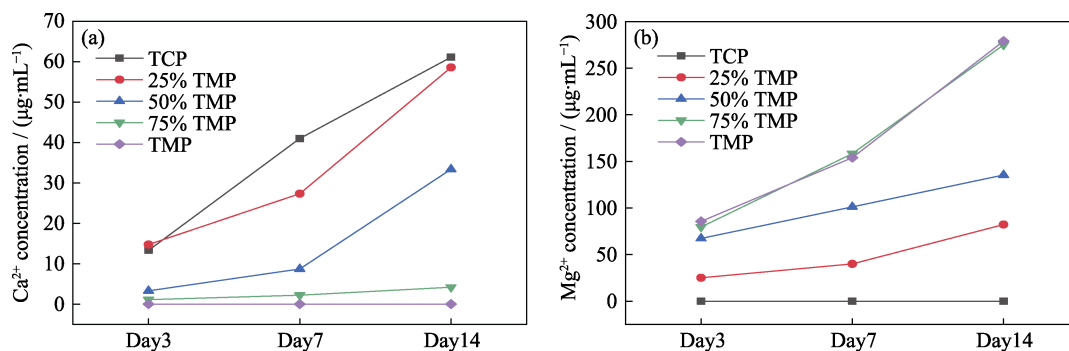 (a)
TCP
25% TMP
50% TMP
75% TMP
TMP
Ca²⁺ concentration / (μg·mL⁻¹)
70
60
50
40
30
20
10
0
Day3 Day7 Day14
(b)
TCP
25% TMP
50% TMP
75% TMP
TMP
Mg²⁺ concentration / (μg·mL⁻¹)
300
250
200
150
100
50
0
Day3 Day7 Day14